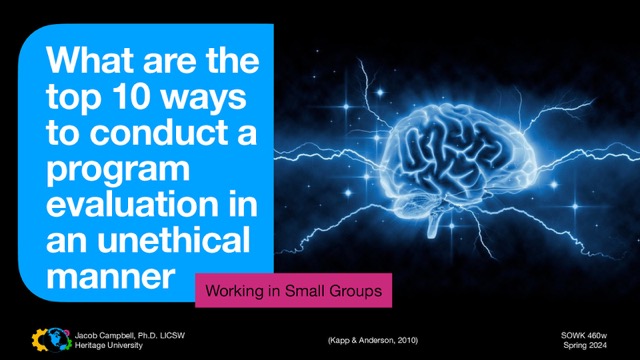 What are the
top 10 ways
to conduct a
program
evaluation in
an unethical
manner
Working in Small Groups
Jacob Campbell, Ph.D. LICSW
Heritage University
(Kapp & Anderson, 2010)
SOWK 460w
Spring 2024